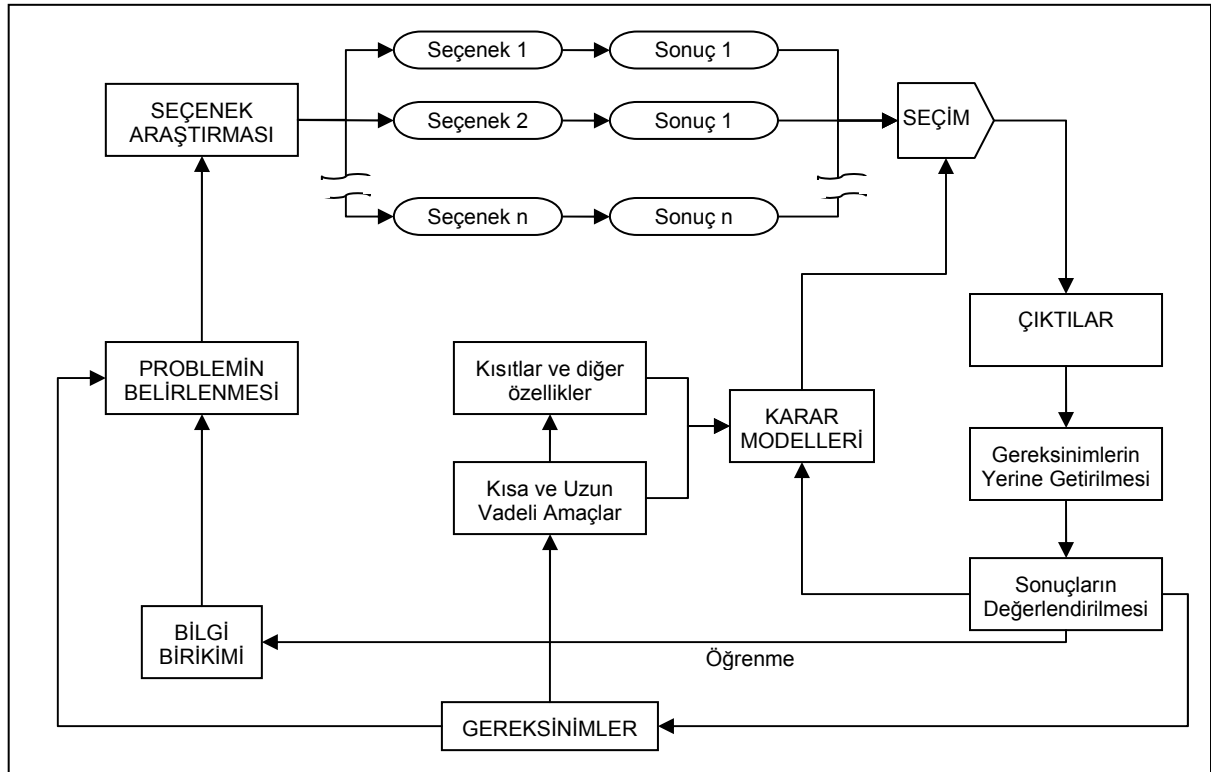 Seçenek 1
Sonuç 1
SEÇENEK
ARAŞTIRMASI
Seçenek 2
Sonuç 1
SEÇİM
Seçenek n
Sonuç n
ÇIKTILAR
PROBLEMİN
BELİRLENMESİ
Kısıtlar ve diğer
özellikler
KARAR
MODELLERİ
Gereksinimlerin
Yerine Getirilmesi
Kısa ve Uzun
Vadeli Amaçlar
Sonuçların
Değerlendirilmesi
BİLGİ
BİRİKİMİ
Öğrenme
GEREKSİNİMLER